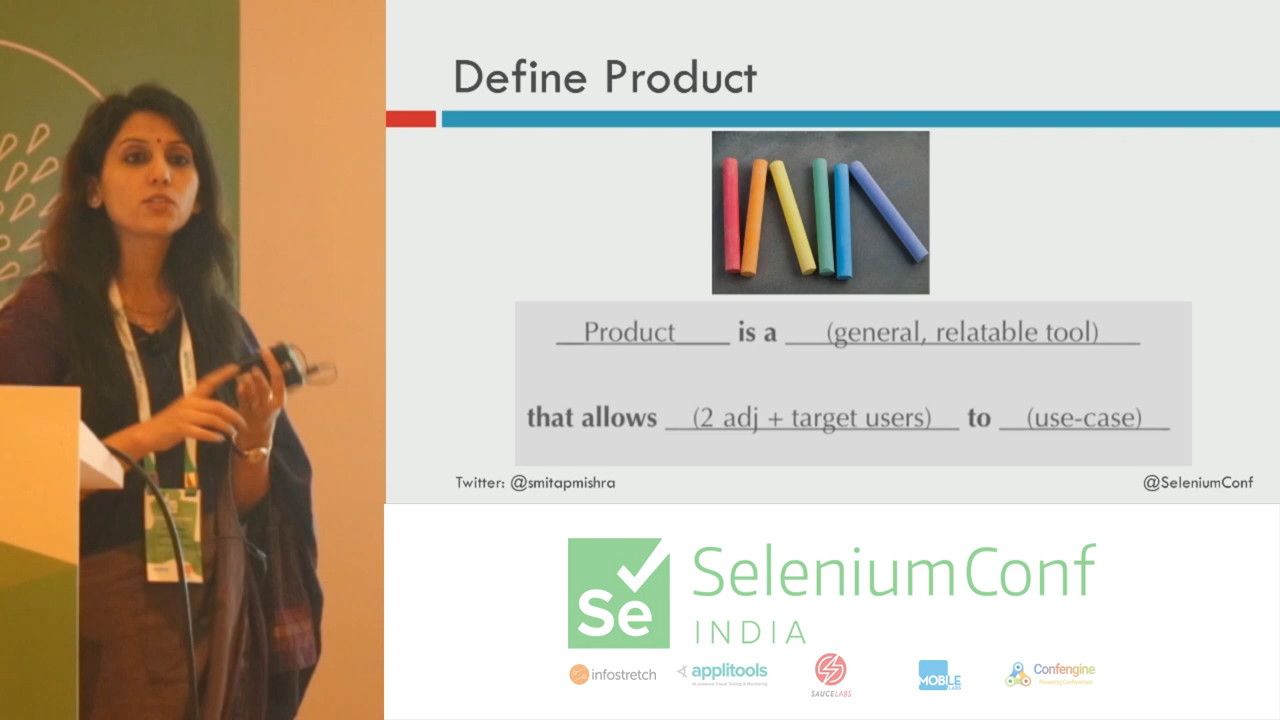 Define Product
Product is a (general, relatable tool)
that allows (2 adj + target users) to (use-case)
Twitter: @smitapmishra
@SeleniumConf
Se
SeleniumConf
INDIA
infostretch
applitools
SAUCELABS
MOBILE
LABS
Confengine